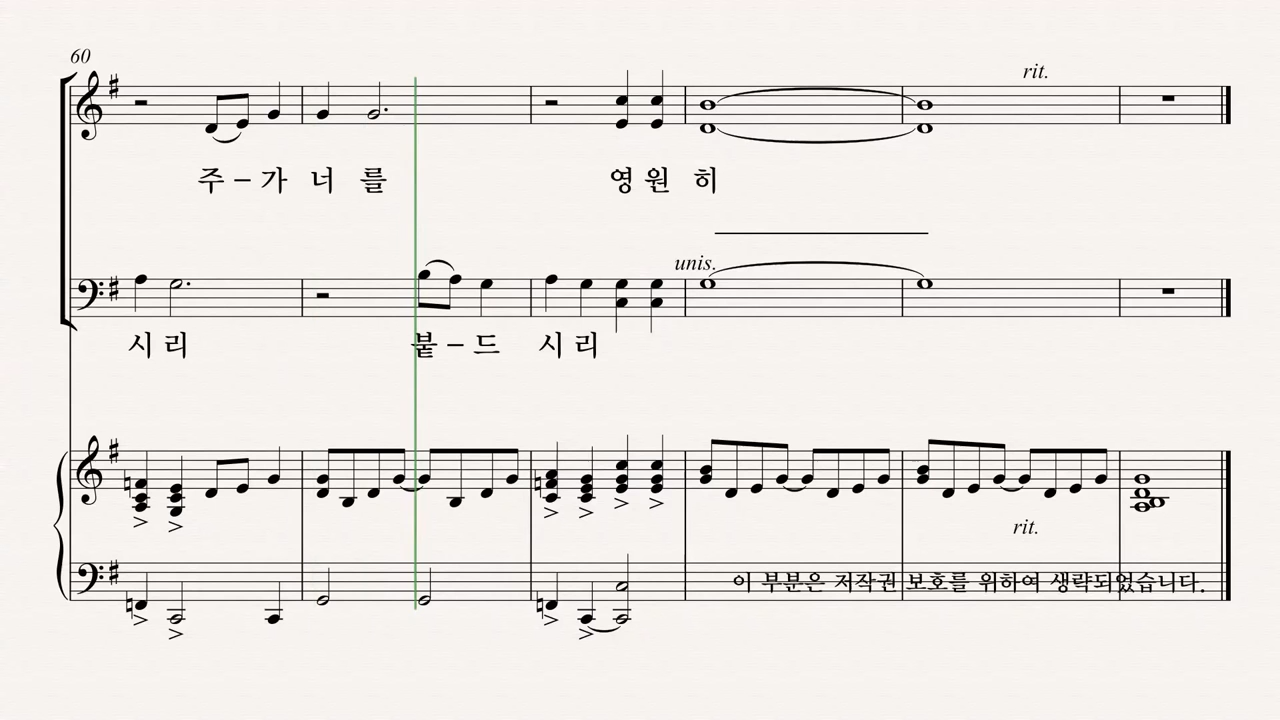 60
rit.
주 – 가 너 를 영 원 히
unis.
시 리 붙 – 드 시 리
rit.
이 부분은 저작권 보호를 위하여 생략되었습니다.